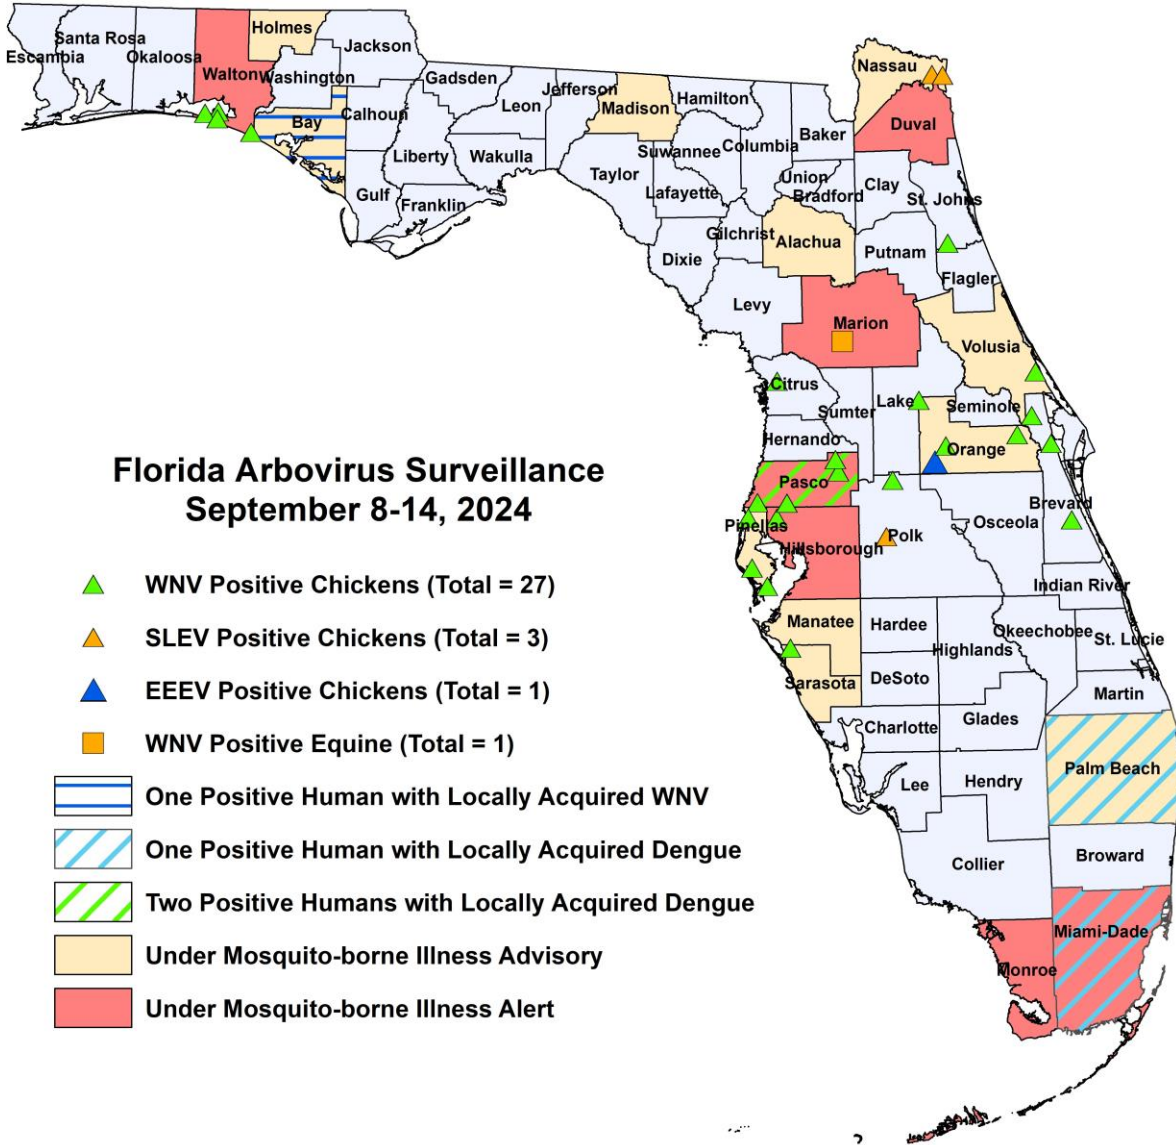 Holmes
Santa Rosa
Jackson
Escambia
Okaloosa
Walton
Washington
Gadsden
Nassau
Jefferson
Leon
Madison
Hamilton
Bay
Calhoun
Duval
Baker
Columbia
Suwannee
Liberty
Wakulla
Taylor
Union
Clay
Lafayette
Bradford
Gulf
Franklin
St. Johns
Gilchrist
Alachua
Putnam
Dixie
Flagler
Levy
Marion
Volusia
Citrus
Lake
Seminole
Sumter
Hernando
Orange
Florida Arbovirus Surveillance
September 8-14, 2024
Pasco
Brevard
Pinellas
Osceola
Polk
Hillsborough
WNV Positive Chickens (Total = 27)
Indian River
Manatee
Hardee
Okeechobee
St. Lucie
SLEV Positive Chickens (Total = 3)
Highlands
Sarasota
DeSoto
EEEV Positive Chickens (Total = 1)
Martin
Charlotte
Glades
WNV Positive Equine (Total = 1)
Palm Beach
Lee
Hendry
One Positive Human with Locally Acquired WNV
One Positive Human with Locally Acquired Dengue
Broward
Collier
Two Positive Humans with Locally Acquired Dengue
Miami-Dade
Under Mosquito-borne Illness Advisory
Monroe
Under Mosquito-borne Illness Alert